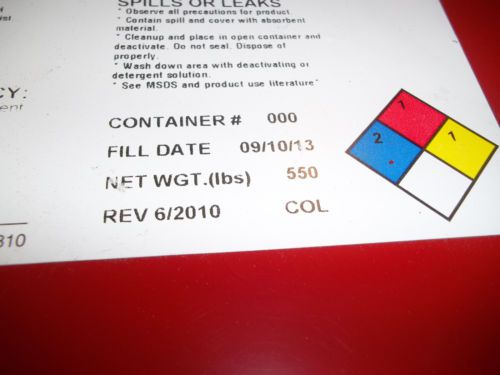 SPILLS OR LEAKS
* Observe all precautions for product.
* Contain spill and cover with absorbent
material.
* Cleanup and place in open container and
deactivate. Do not seal. Dispose of
properly.
* Wash down area with deactivating or
detergent solution.
* See MSDS and product use literature*
CY:
CONTAINER # 000
FILL DATE 09/10/13
NET WGT.(lbs) 550
REV 6/2010 COL
310
1
2
1